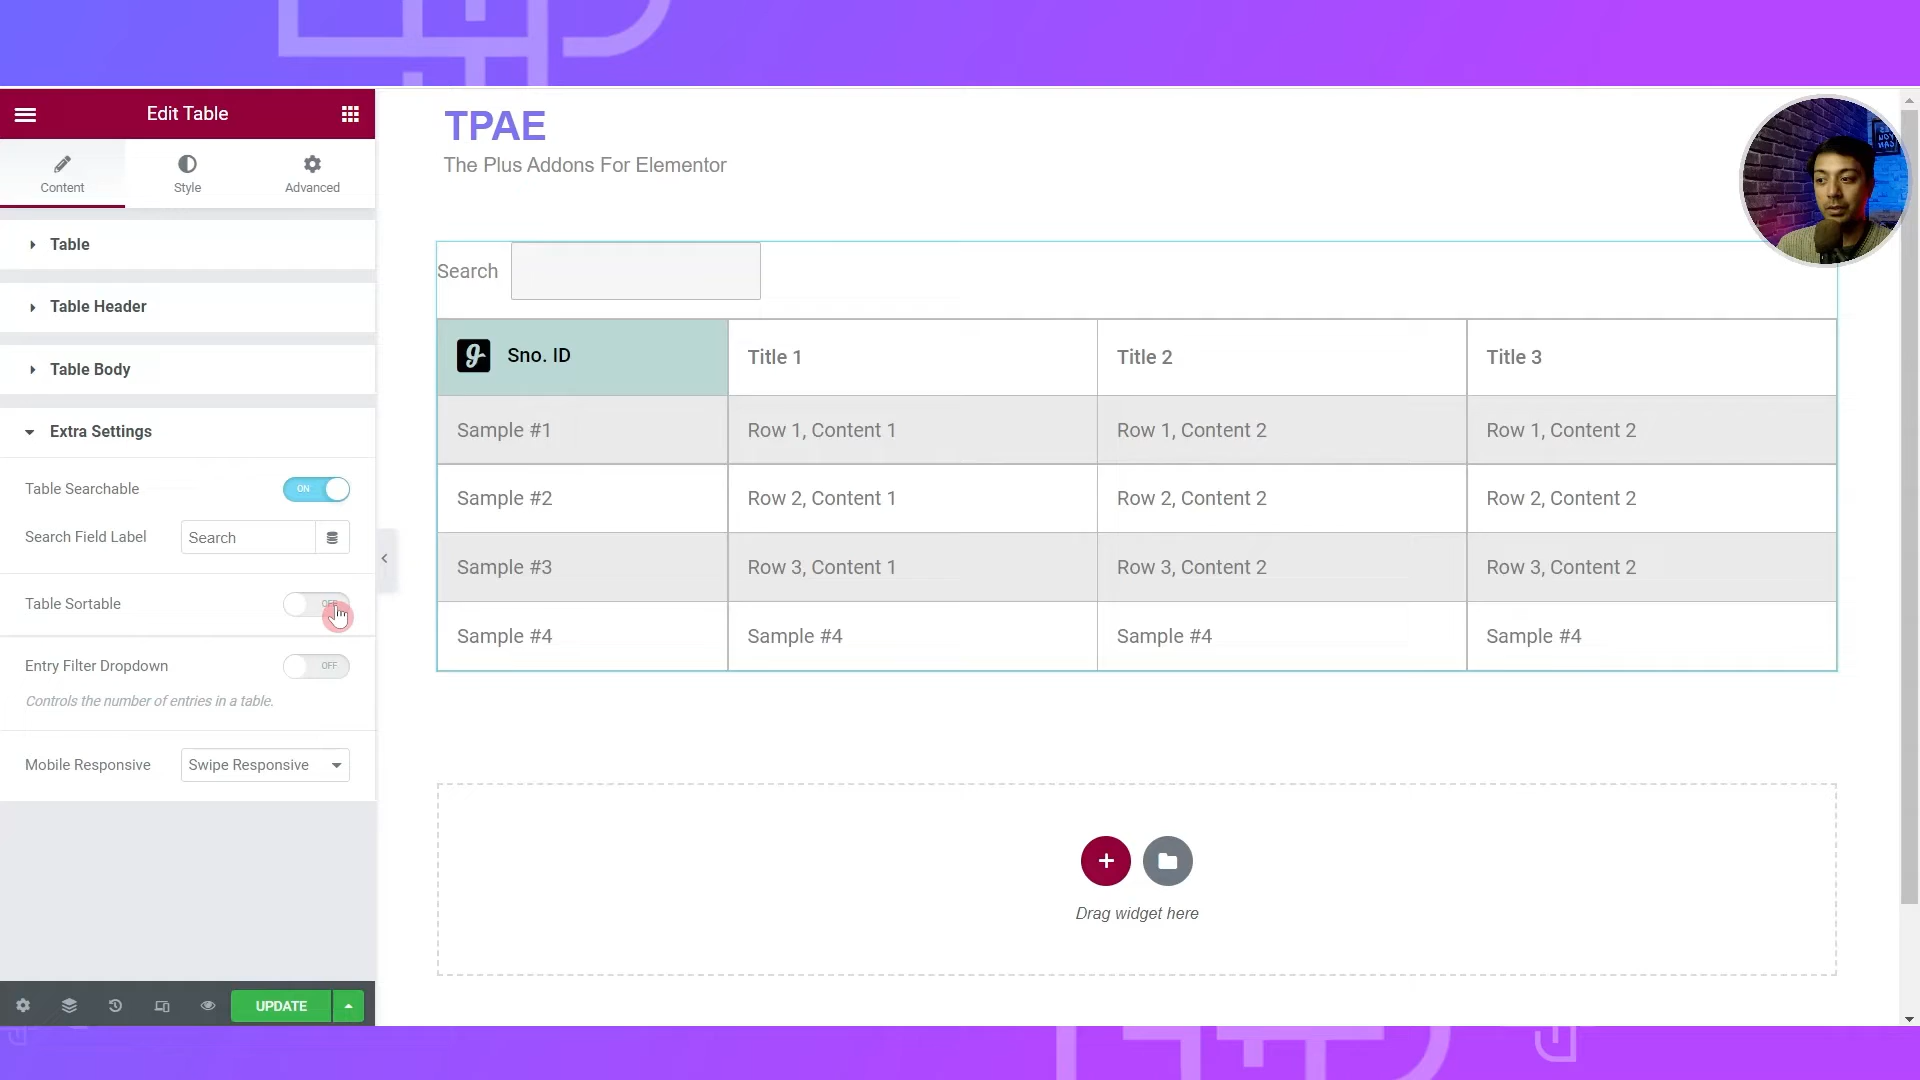 Edit Table
Content
Style
Advanced
Table
Table Header
Table Body
Extra Settings
Table Searchable
ON
Search Field Label
Search
Table Sortable
OFF
Entry Filter Dropdown
OFF
Controls the number of entries in a table.
Mobile Responsive
Swipe Responsive
UPDATE
TPAE
The Plus Addons For Elementor
Search
Sno. ID Title 1 Title 2 Title 3
Sample #1 Row 1, Content 1 Row 1, Content 2 Row 1, Content 2
Sample #2 Row 2, Content 1 Row 2, Content 2 Row 2, Content 2
Sample #3 Row 3, Content 1 Row 3, Content 2 Row 3, Content 2
Sample #4 Sample #4 Sample #4 Sample #4
Drag widget here